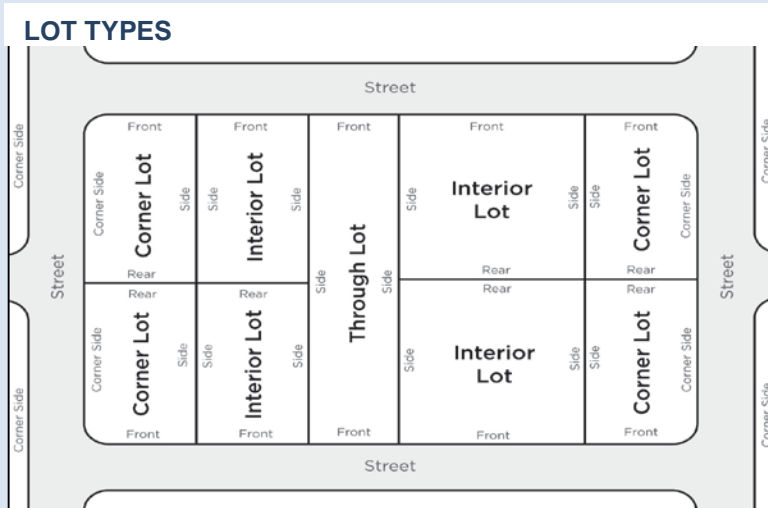 LOT TYPES
Street
Corner Side
Corner Side
Front
Front
Front
Front
Front
Corner Side
Corner Lot
Side
Side
Interior Lot
Side
Side
Through Lot
Side
Side
Interior
Lot
Side
Side
Corner Lot
Corner Side
Rear
Rear
Rear
Street
Street
Rear
Rear
Rear
Rear
Corner Side
Corner Lot
Side
Side
Interior Lot
Side
Side
Interior
Lot
Side
Side
Corner Lot
Corner Side
Corner Side
Corner Side
Front
Front
Front
Front
Front
Street